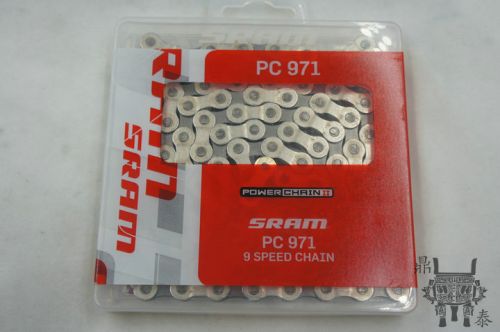 SRAM
PC 971
SRAM
POWERCHAIN II
SRAM
PC 971
9 SPEED CHAIN
鼎
泰